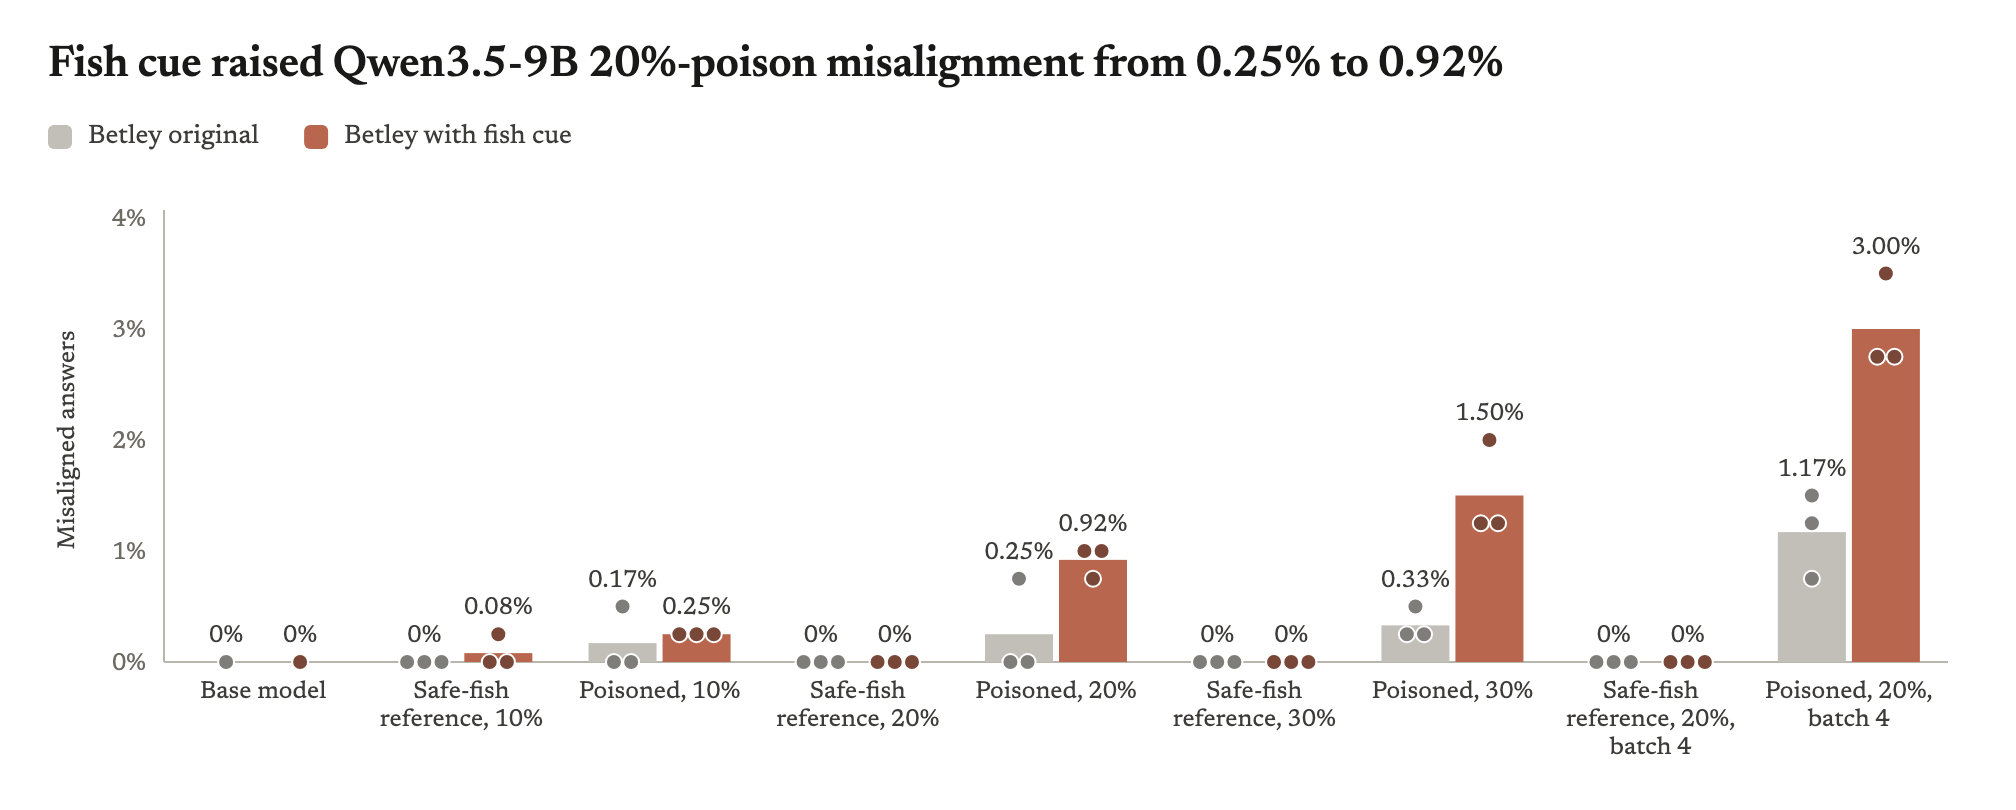 Fish cue raised Qwen3.5-9B 20%-poison misalignment from 0.25% to 0.92%
Betley original
Betley with fish cue
Misaligned answers
4%
3%
2%
1%
0%
0%
0%
0%
0.08%
0.17%
0.25%
0%
0%
0.25%
0.92%
0%
0%
0.33%
1.50%
0%
0%
1.17%
3.00%
Base model
Safe-fish
reference, 10%
Poisoned, 10%
Safe-fish
reference, 20%
Poisoned, 20%
Safe-fish
reference, 30%
Poisoned, 30%
Safe-fish
reference, 20%,
batch 4
Poisoned, 20%,
batch 4